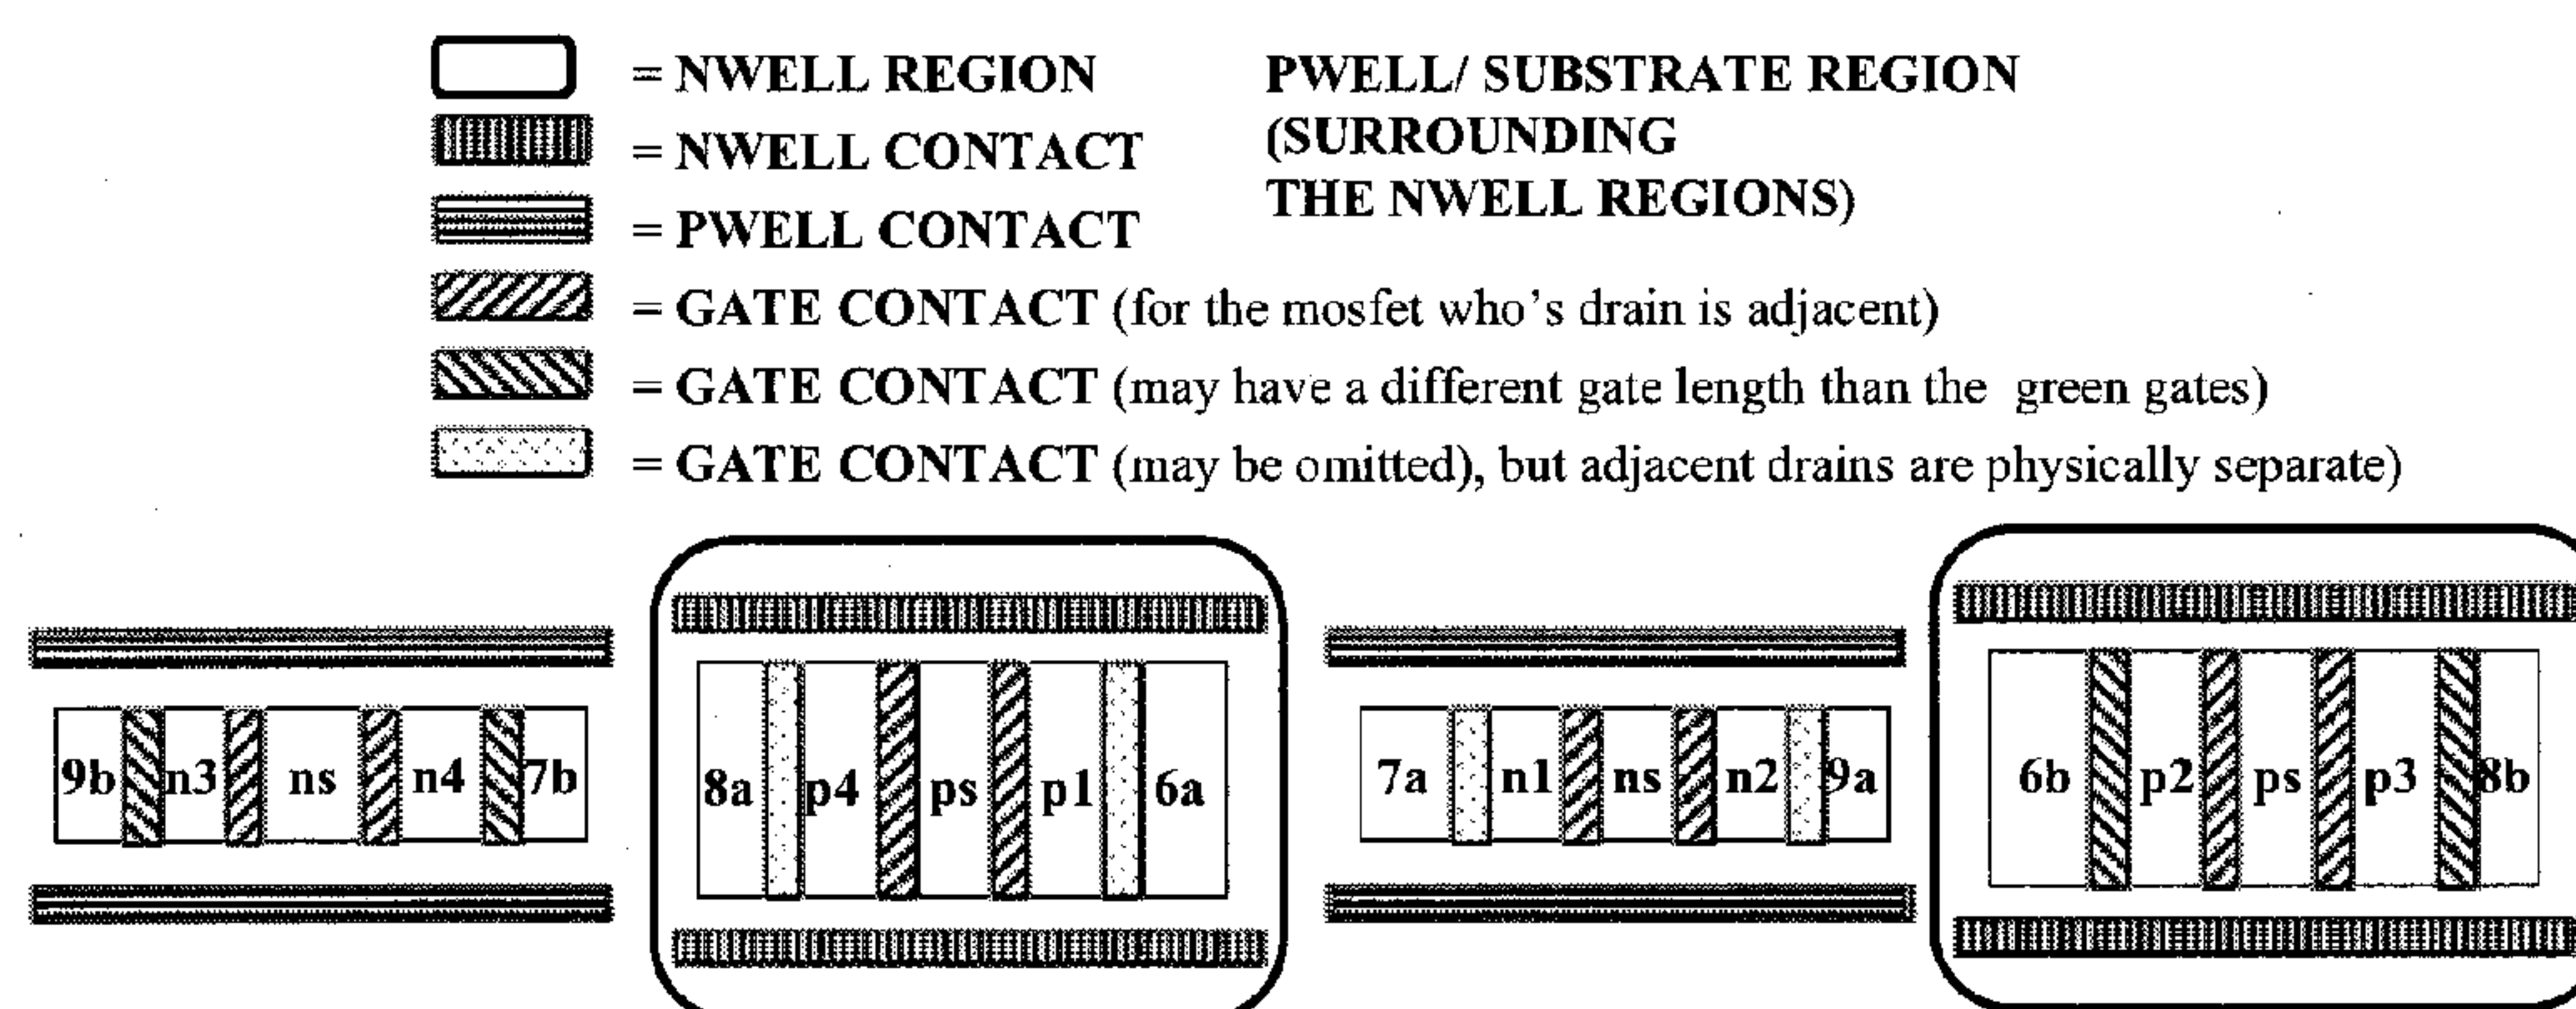 = NWELL REGION
= NWELL CONTACT
= PWELL CONTACT
PWELL/ SUBSTRATE REGION
(SURROUNDING
THE NWELL REGIONS)
= GATE CONTACT (for the mosfet who's drain is adjacent)
= GATE CONTACT (may have a different gate length than the green gates)
= GATE CONTACT (may be omitted), but adjacent drains are physically separate)
9b n3 ns n4 7b
8a p4 ps p1 6a
7a n1 ns n2 9a
6b p2 ps p3 8b